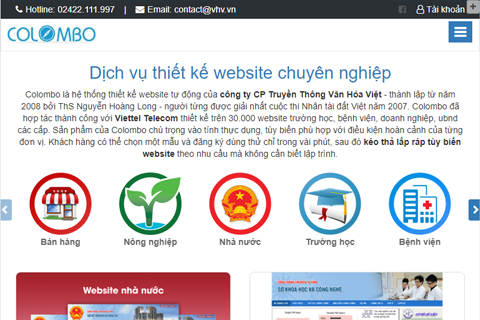 Hotline: 02422.111.997 | Email: contact@vhv.vn
Tài khoản
COLOMBO
Dịch vụ thiết kế website chuyên nghiệp
Colombo là hệ thống thiết kế website tự động của công ty CP Truyền Thông Văn Hóa Việt - thành lập từ năm
2008 bởi ThS Nguyễn Hoàng Long - người từng được giải nhất cuộc thi Nhân tài đất Việt năm 2007. Colombo đã
hợp tác thành công với Viettel Telecom thiết kế trên 30.000 website trường học, bệnh viện, doanh nghiệp, ubnd
các cấp. Sản phẩm của Colombo chú trọng vào tính thực dụng, tùy biến phù hợp với điều kiện hoàn cảnh của từng
đơn vị. Khách hàng có thể chọn một mẫu và đăng ký dùng thử chỉ trong vài phút, sau đó kéo thả lắp ráp tùy biến
website theo nhu cầu mà không cần biết lập trình.
Bán hàng
Nông nghiệp
Nhà nước
Trường học
Bệnh viện
Website nhà nước
SỞ KHOA HỌC VÀ CÔNG NGHỆ